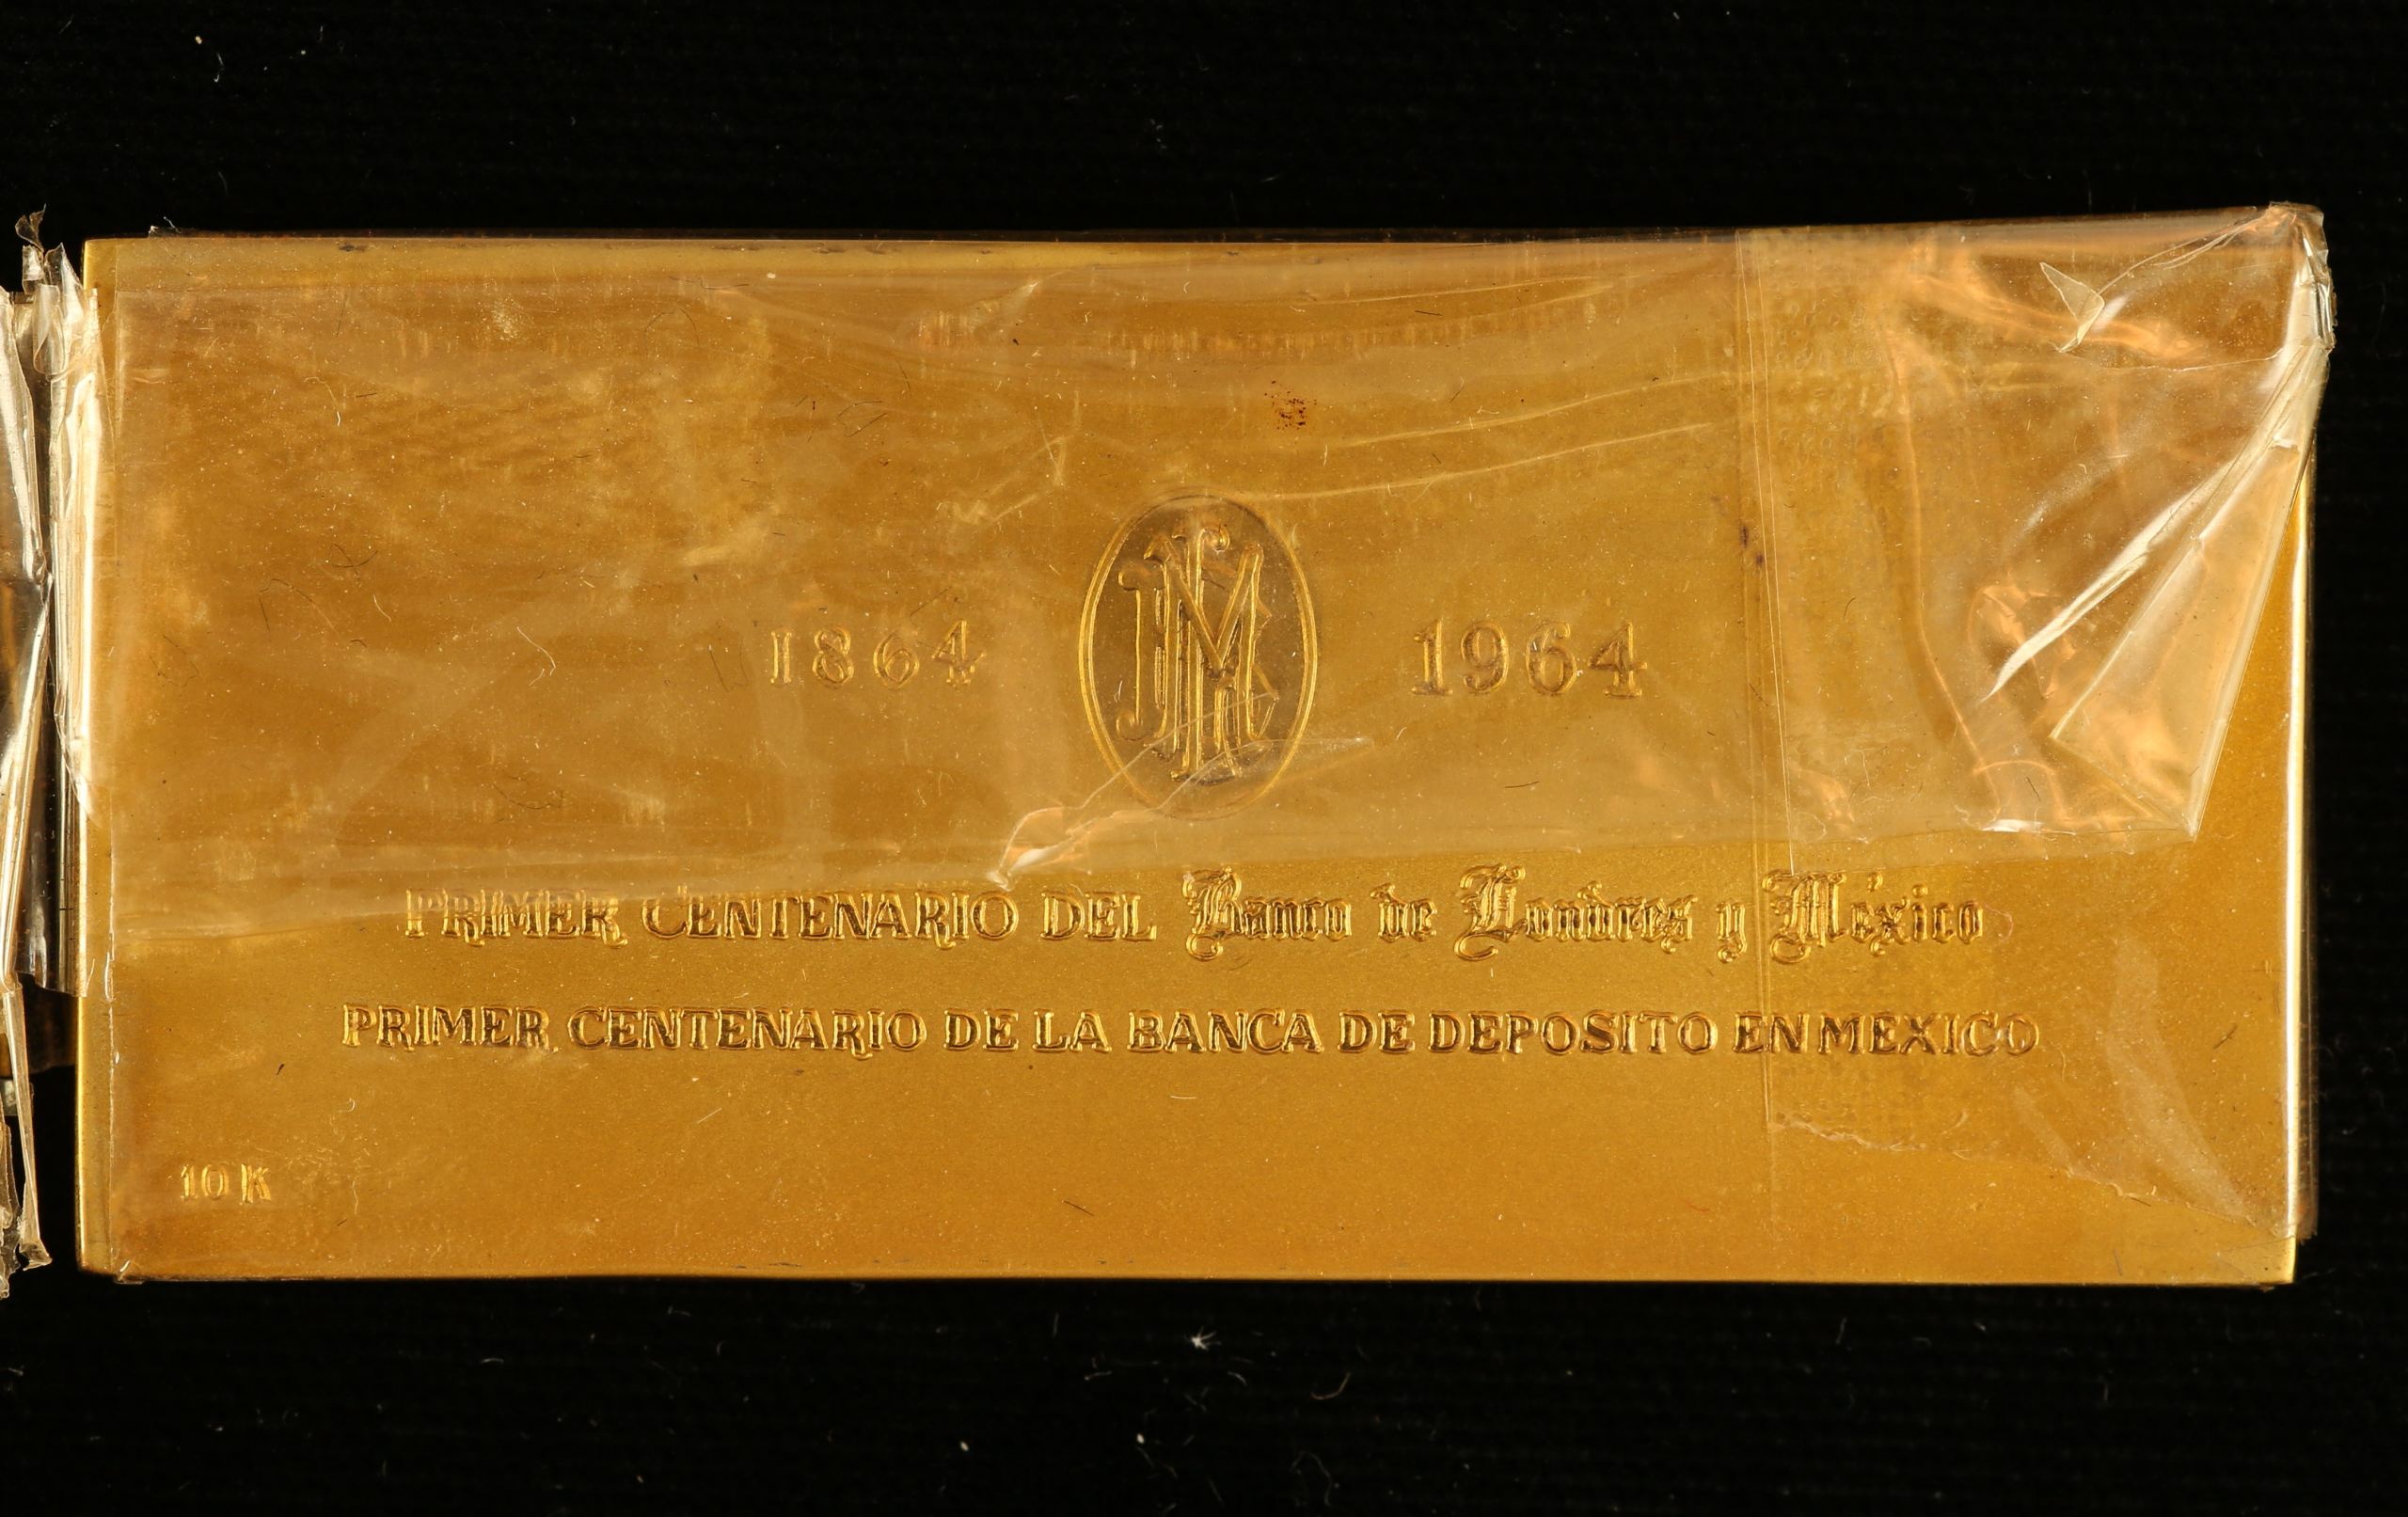 1864 1964
PRIMER CENTENARIO DEL Banco de Londres y México
PRIMER CENTENARIO DE LA BANCA DE DEPOSITO EN MEXICO
10 K